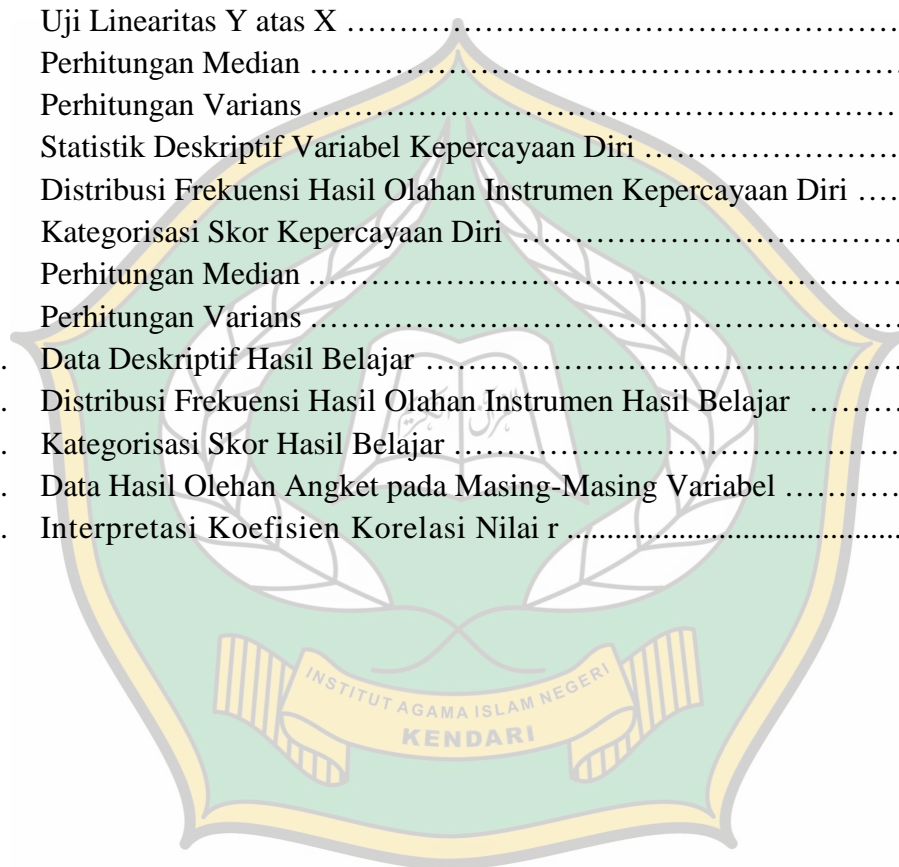 Uji Linearitas Y atas X ……………………………………………………
Perhitungan Median ……………………………………………………
Perhitungan Varians ……………………………………………………
Statistik Deskriptif Variabel Kepercayaan Diri ……………………
Distribusi Frekuensi Hasil Olahan Instrumen Kepercayaan Diri ….
Kategorisasi Skor Kepercayaan Diri ………………………………
Perhitungan Median ……………………………………………………
Perhitungan Varians ……………………………………………………
. Data Deskriptif Hasil Belajar ………………………………………
. Distribusi Frekuensi Hasil Olahan Instrumen Hasil Belajar ………
. Kategorisasi Skor Hasil Belajar ……………………………………
. Data Hasil Olehan Angket pada Masing-Masing Variabel …………
. Interpretasi Koefisien Korelasi Nilai r ..........................................
INSTITUT AGAMA ISLAM NEGERI
KENDARI